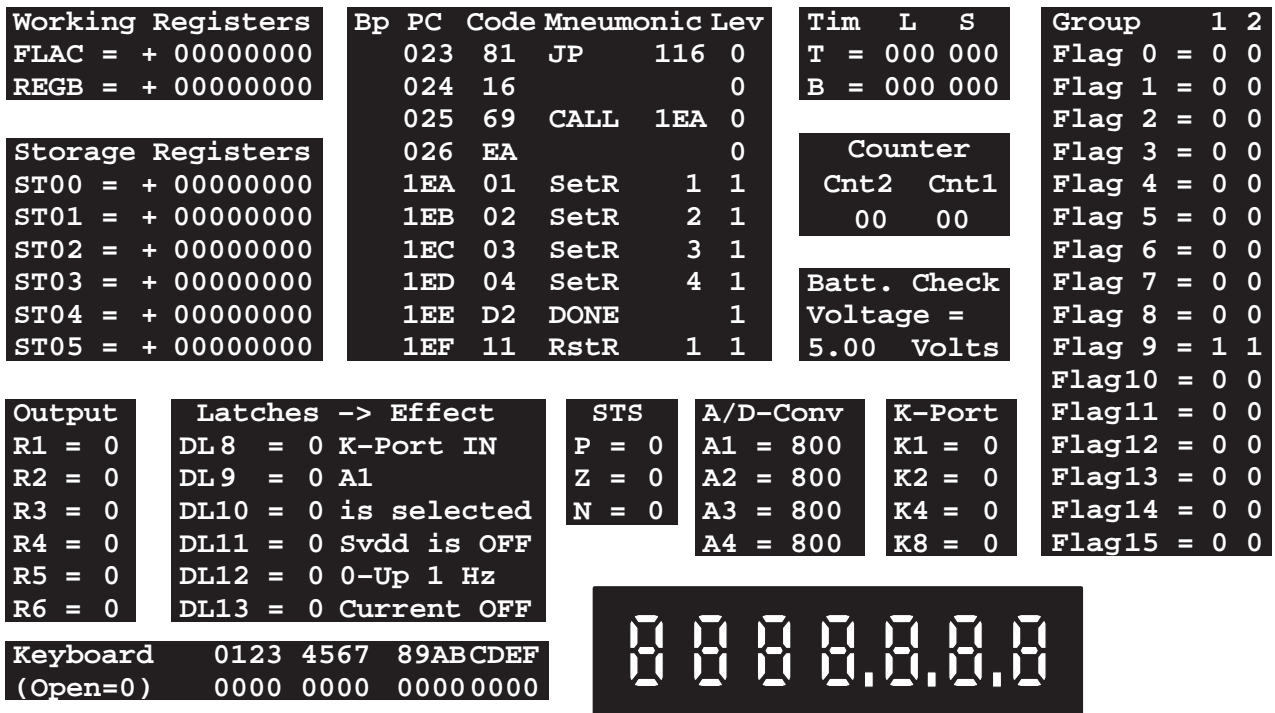 Working Registers
FLAC = + 00000000
REGB = + 00000000
Storage Registers
ST00 = + 00000000
ST01 = + 00000000
ST02 = + 00000000
ST03 = + 00000000
ST04 = + 00000000
ST05 = + 00000000
Bp PC Code Mneumonic Lev
023 81 JP 116 0
024 16 0
025 69 CALL 1EA 0
026 EA 0
1EA 01 SetR 1 1
1EB 02 SetR 2 1
1EC 03 SetR 3 1
1ED 04 SetR 4 1
1EE D2 DONE 1
1EF 11 RstR 1 1
Tim L S
T = 000 000
B = 000 000
Counter
Cnt2 Cnt1
00 00
Batt. Check
Voltage =
5.00 Volts
Group 1 2
Flag 0 = 0 0
Flag 1 = 0 0
Flag 2 = 0 0
Flag 3 = 0 0
Flag 4 = 0 0
Flag 5 = 0 0
Flag 6 = 0 0
Flag 7 = 0 0
Flag 8 = 0 0
Flag 9 = 1 1
Flag10 = 0 0
Flag11 = 0 0
Flag12 = 0 0
Flag13 = 0 0
Flag14 = 0 0
Flag15 = 0 0
Output
R1 = 0
R2 = 0
R3 = 0
R4 = 0
R5 = 0
R6 = 0
Latches -> Effect
DL8 = 0 K-Port IN
DL9 = 0 A1
DL10 = 0 is selected
DL11 = 0 Svdd is OFF
DL12 = 0 0-Up 1 Hz
DL13 = 0 Current OFF
STS
P = 0
Z = 0
N = 0
A/D-Conv
A1 = 800
A2 = 800
A3 = 800
A4 = 800
K-Port
K1 = 0
K2 = 0
K4 = 0
K8 = 0
Keyboard 0123 4567 89ABCDEF
(Open=0) 0000 0000 00000000
8888.8.8.8